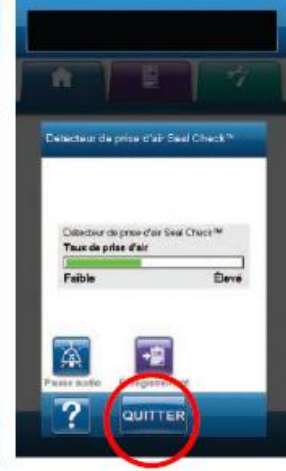 Détecteur de prise d'air Seal Check™
Détecteur de prise d'air Seal Check™
Taux de prise d'air
Faible Élevé
Pause audio Enregistrement
? QUITTER